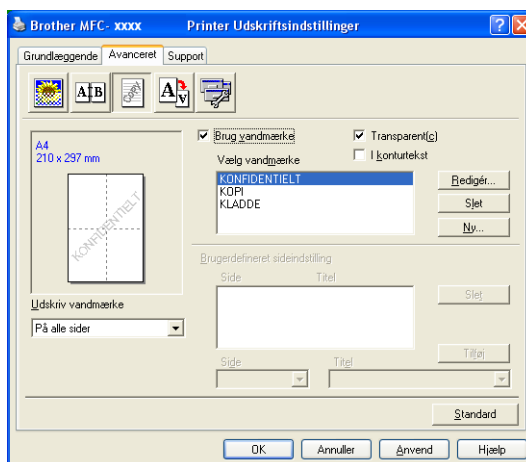 Brother MFC- xxxx Printer Udskriftsindstillinger
Grundlæggende Avanceret Support
A4
210 x 297 mm
KONFIDENTIELT
Udskriv vandmærke
På alle sider
Brug vandmærke
Transparent(c)
I konturtekst
Vælg vandmærke
KONFIDENTIELT
KOPI
KLADDE
Redigér...
Slet
Ny...
Brugerdefineret sideindstilling
Side Titel
Slet
Tilføj
Side Titel
Standard
OK Annuller Anvend Hjælp